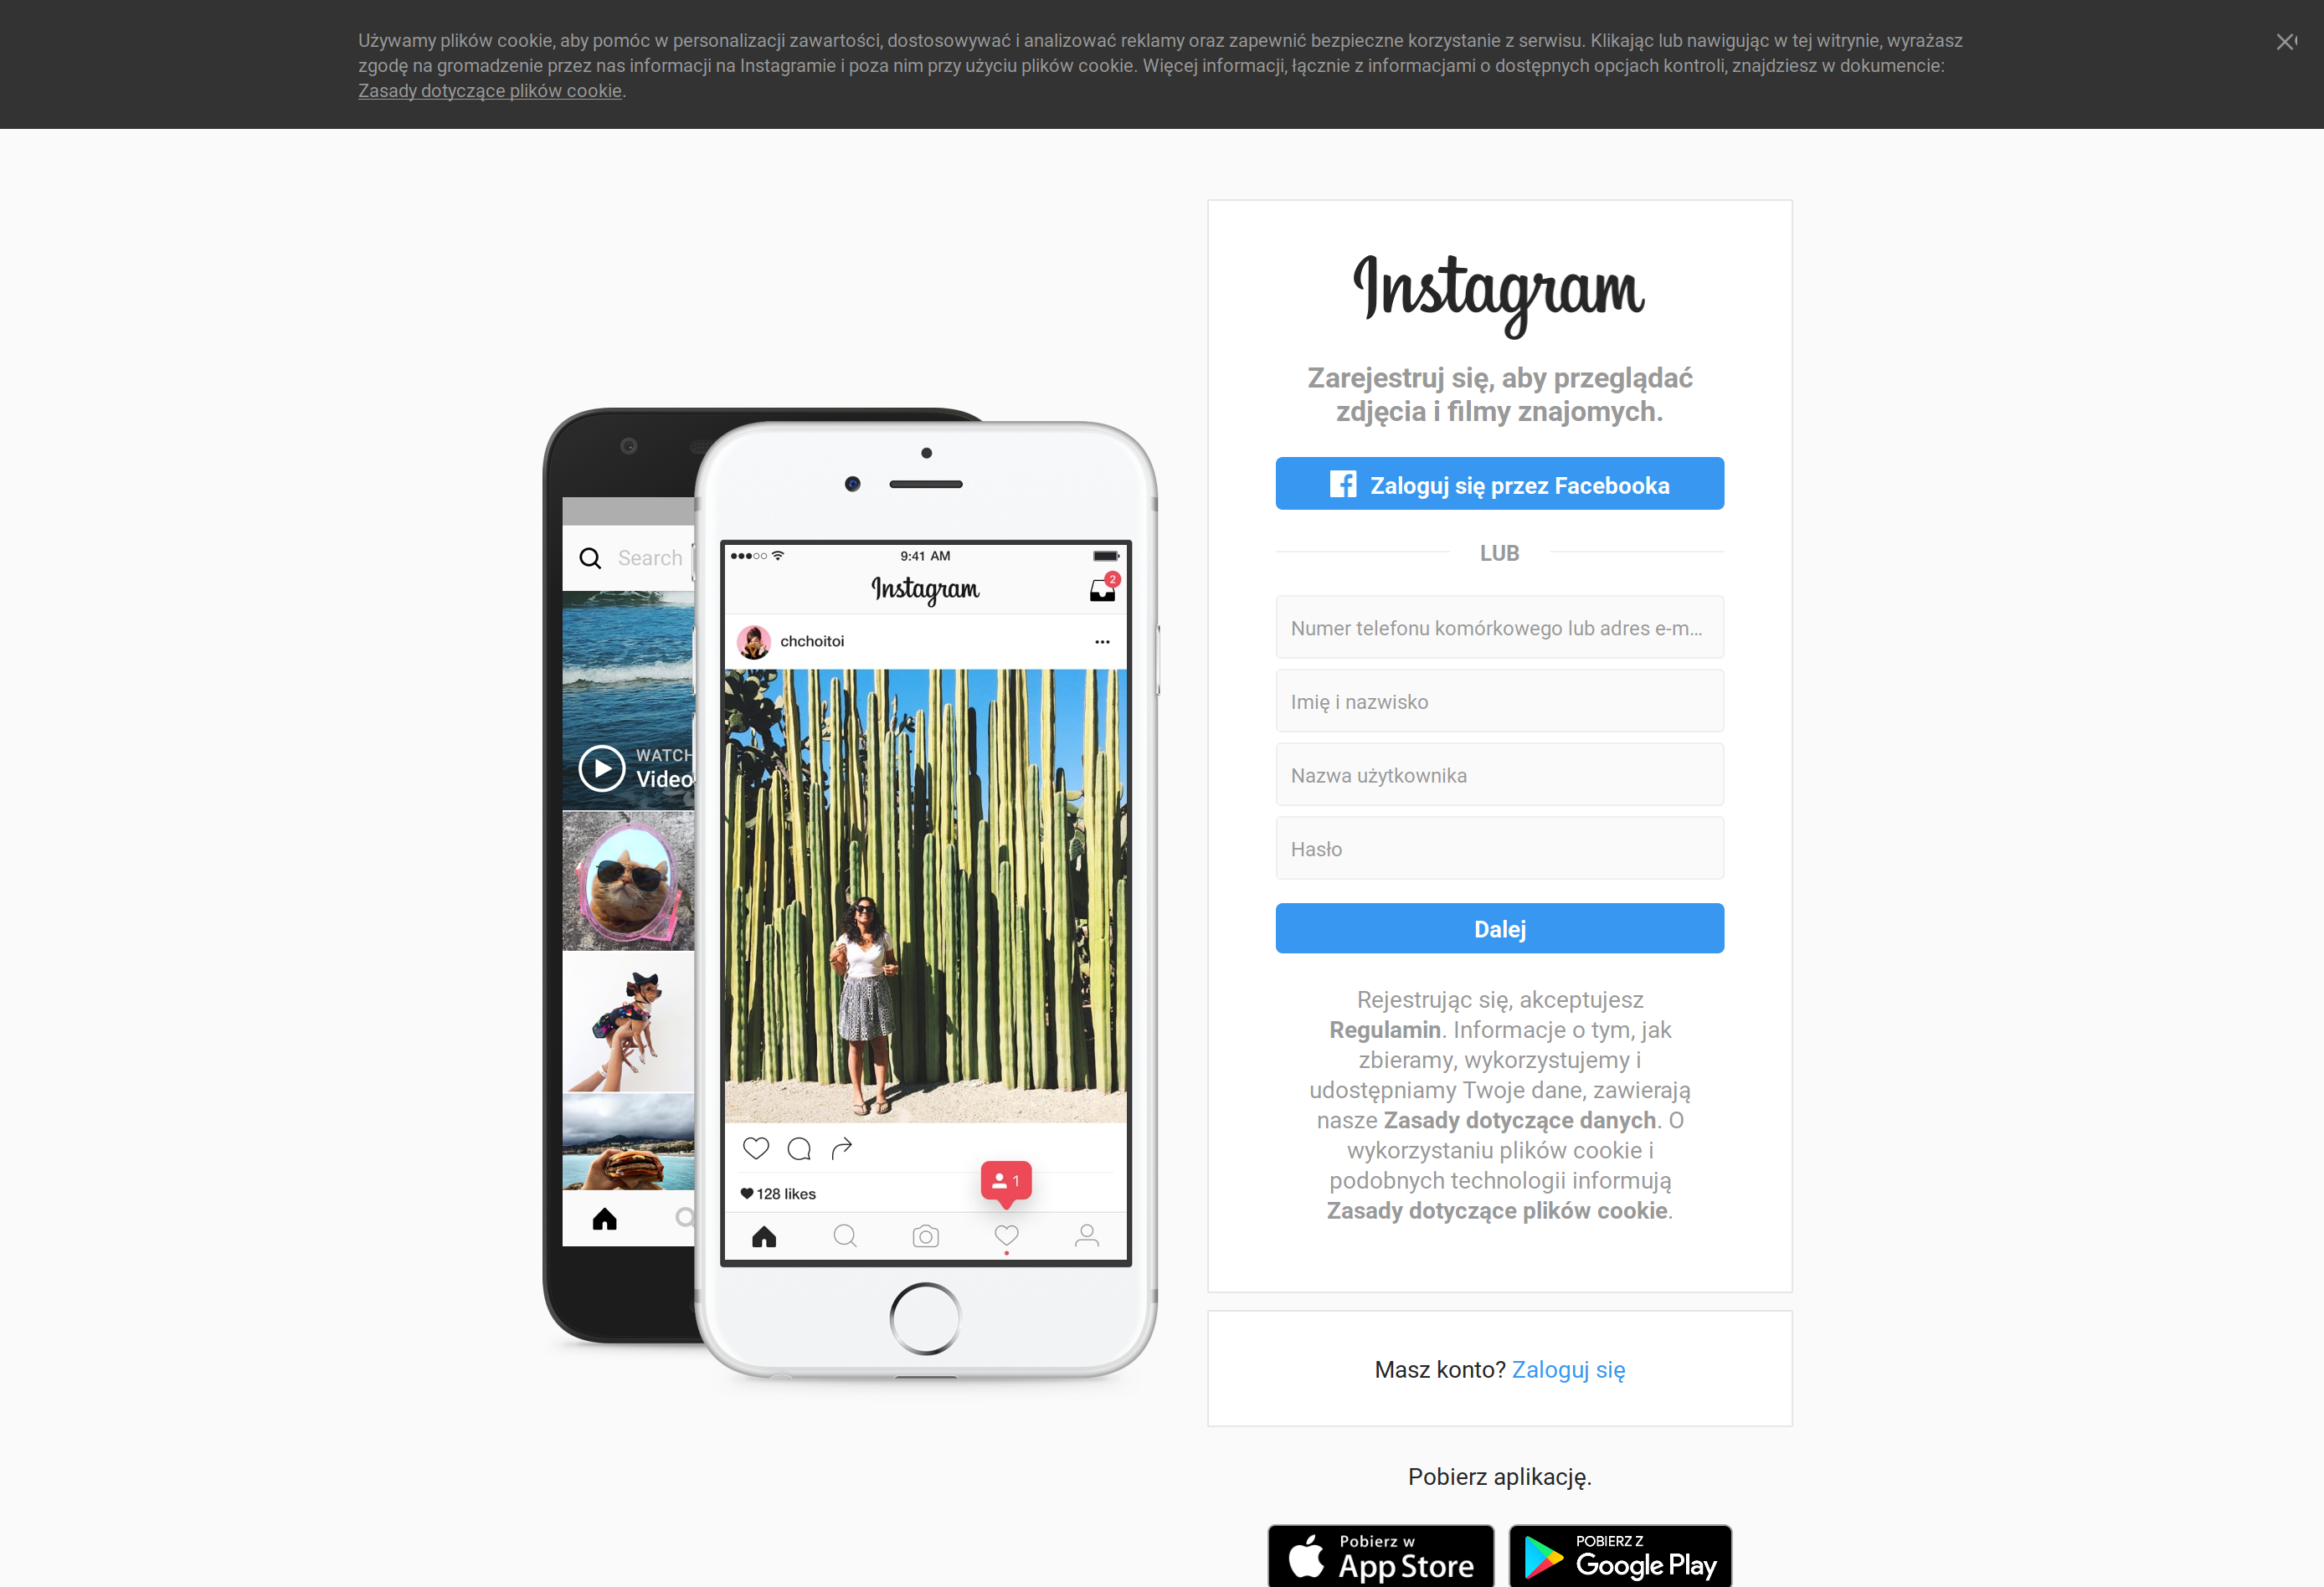 Używamy plików cookie, aby pomóc w personalizacji zawartości, dostosowywać i analizować reklamy oraz zapewnić bezpieczne korzystanie z serwisu. Klikając lub nawigując w tej witrynie, wyrażasz
zgodę na gromadzenie przez nas informacji na Instagramie i poza nim przy użyciu plików cookie. Więcej informacji, łącznie z informacjami o dostępnych opcjach kontroli, znajdziesz w dokumencie:
Zasady dotyczące plików cookie.
Search
WATCH
Video
9:41 AM
Instagram
2
chchoitoi
128 likes
1
Instagram
Zarejestruj się, aby przeglądać
zdjęcia i filmy znajomych.
Zaloguj się przez Facebooka
LUB
Numer telefonu komórkowego lub adres e-m...
Imię i nazwisko
Nazwa użytkownika
Hasło
Dalej
Rejestrując się, akceptujesz
Regulamin. Informacje o tym, jak
zbieramy, wykorzystujemy i
udostępniamy Twoje dane, zawierają
nasze Zasady dotyczące danych. O
wykorzystaniu plików cookie i
podobnych technologii informują
Zasady dotyczące plików cookie.
Masz konto? Zaloguj się
Pobierz aplikację.
Pobierz w
App Store
POBIERZ Z
Google Play